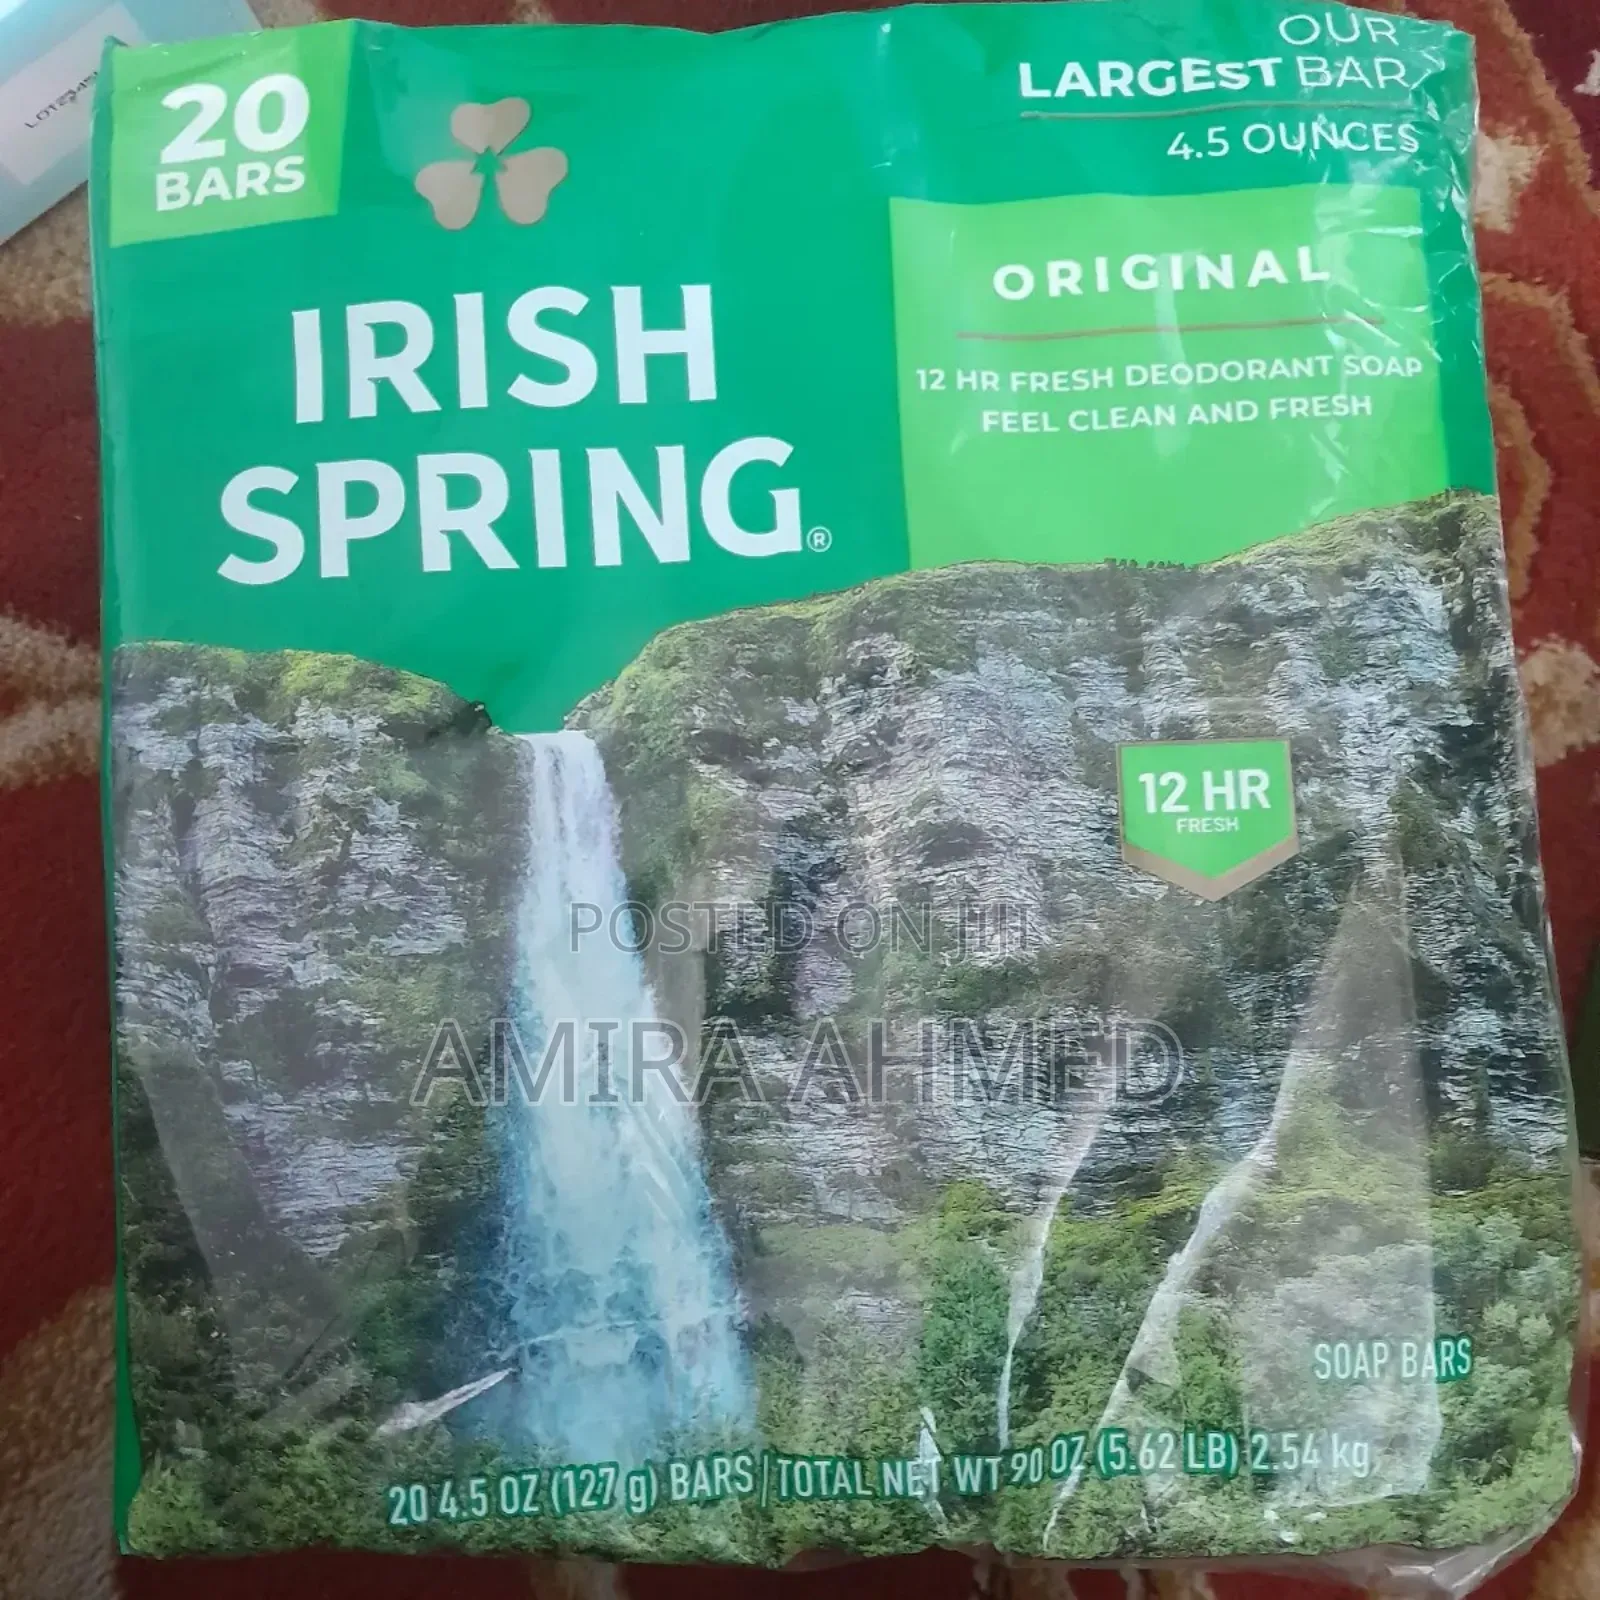 20
BARS
OUR
LARGEST BAR
4.5 OUNCES
IRISH
SPRING®
ORIGINAL
12 HR FRESH DEODORANT SOAP
FEEL CLEAN AND FRESH
12 HR
FRESH
POSTED ON JIJI
AMIRA AHMED
SOAP BARS
20 4.5 OZ (127 g) BARS | TOTAL NET WT 90 OZ (5.62 LB) 2.54 kg